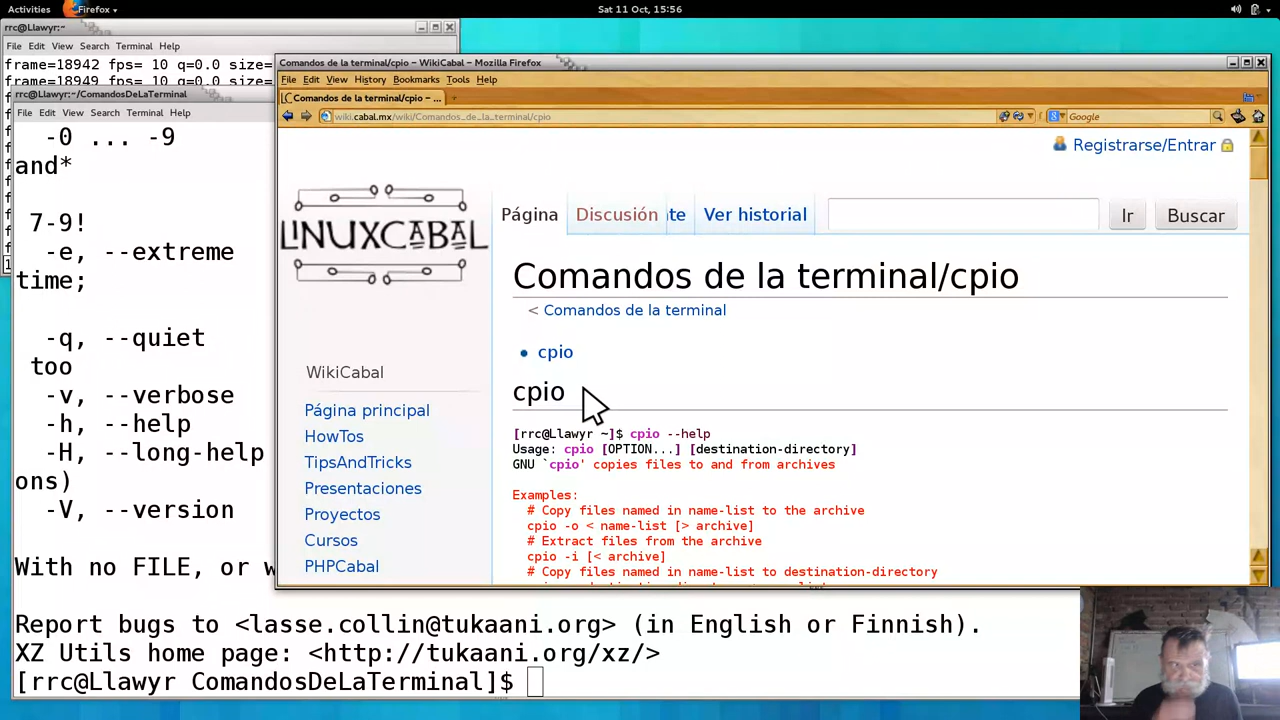 Activities Firefox Sat 11 Oct, 15:56
rrc@Llawyr:~
File Edit View Search Terminal Help
frame=18942 fps= 10 q=0.0 size=
frame=18949 fps= 10 q=0.0 size=
rrc@Llawyr:~/ComandosDeLaTerminal
File Edit View Search Terminal Help
-0 ... -9
and*
7-9!
-e, --extreme
time;
-q, --quiet
too
-v, --verbose
-h, --help
-H, --long-help
ons)
-V, --version
With no FILE, or w
Report bugs to <lasse.collin@tukaani.org> (in English or Finnish).
XZ Utils home page: <http://tukaani.org/xz/>
[rrc@Llawyr ComandosDeLaTerminal]$
Comandos de la terminal/cpio – WikiCabal – Mozilla Firefox
File Edit View History Bookmarks Tools Help
Comandos de la terminal/cpio – ...
wiki.cabal.mx/wiki/Comandos_de_la_terminal/cpio
Google
Registrarse/Entrar
LINUXCABAL
Página Discusión te Ver historial Ir Buscar
Comandos de la terminal/cpio
< Comandos de la terminal
• cpio
cpio
WikiCabal
Página principal
HowTos
TipsAndTricks
Presentaciones
Proyectos
Cursos
PHPCabal
[rrc@Llawyr ~]$ cpio --help
Usage: cpio [OPTION...] [destination-directory]
GNU `cpio' copies files to and from archives
Examples:
# Copy files named in name-list to the archive
cpio -o < name-list [> archive]
# Extract files from the archive
cpio -i [< archive]
# Copy files named in name-list to destination-directory